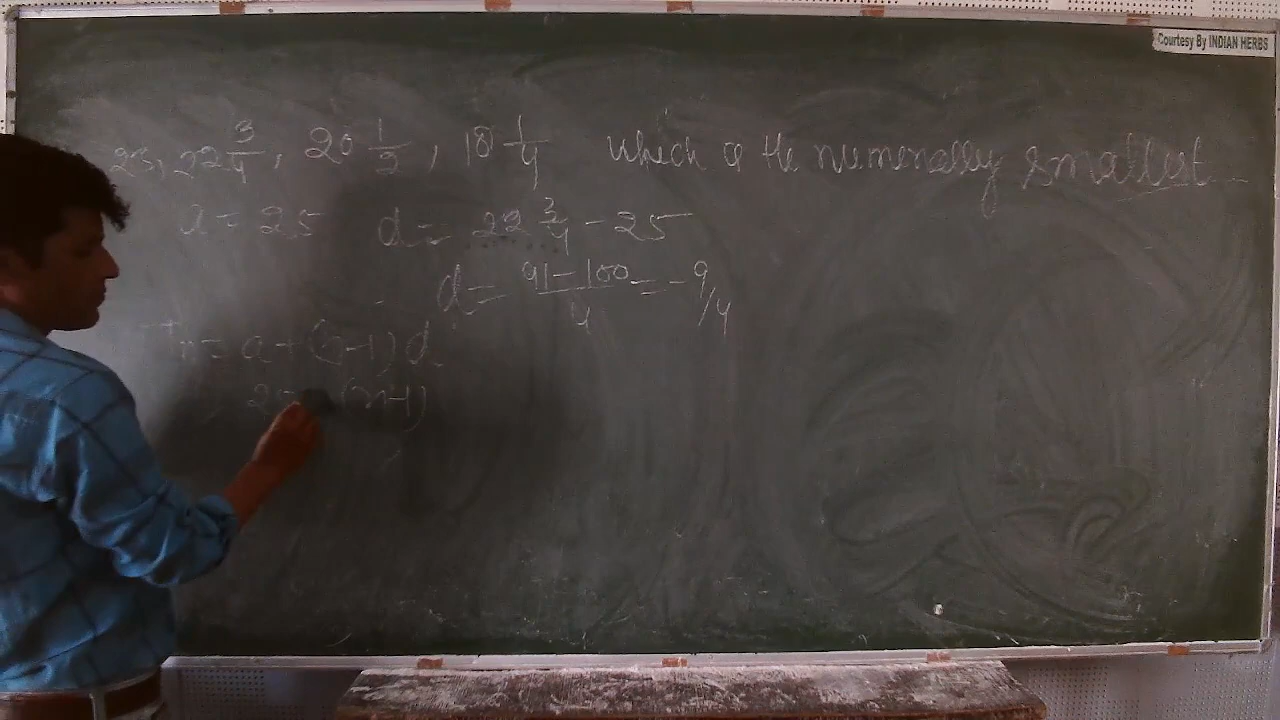 Courtesy By INDIAN HERBS
25, 22 3/4, 20 1/2, 18 1/4 which is the numerically smallest
a = 25 d = 22 3/4 - 25
d = 91-100/4 = -9/4
Tn = a + (n-1) d
25 (n-1)